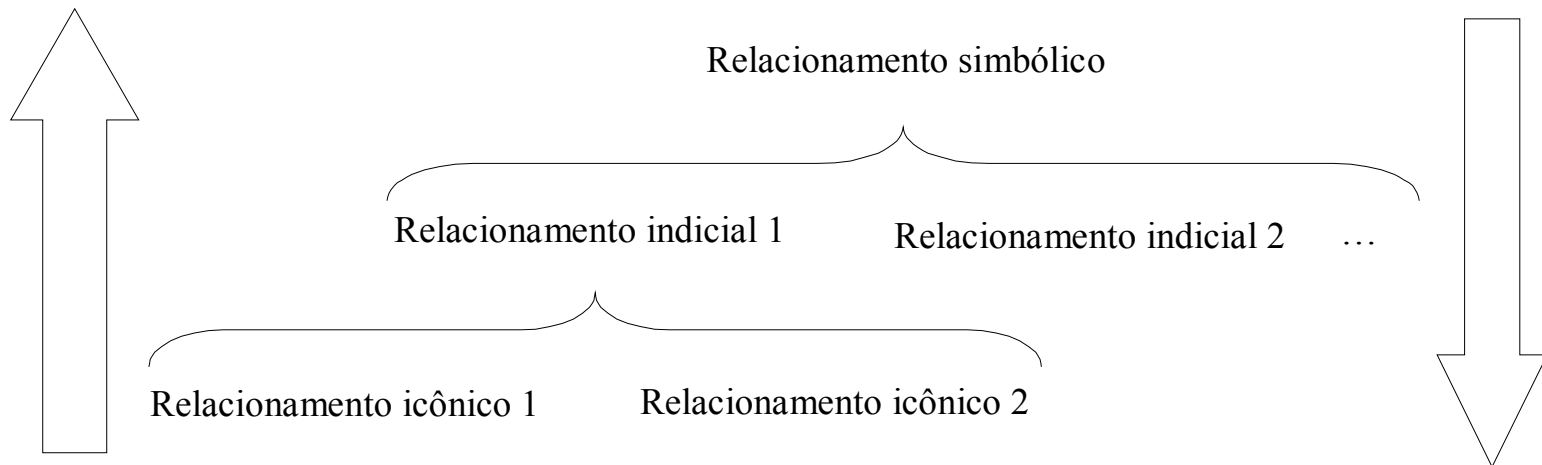 Relacionamento simbólico
Relacionamento indicial 1 Relacionamento indicial 2 …
Relacionamento icônico 1 Relacionamento icônico 2